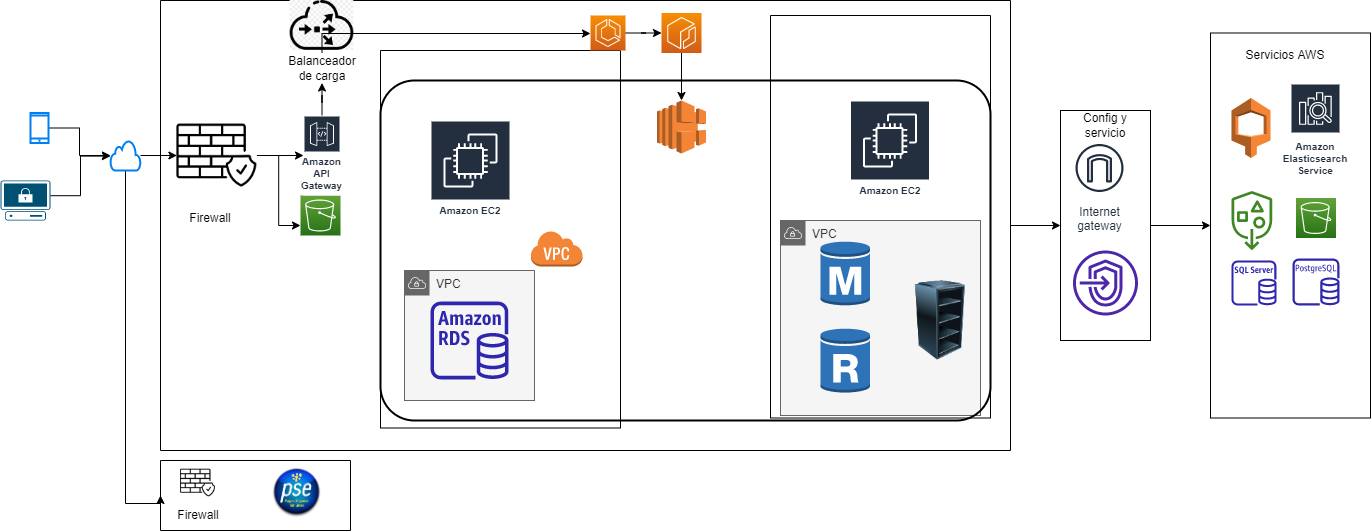 Balanceador
de carga
Amazon
API
Gateway
Firewall
Amazon EC2
VPC
VPC
Amazon
RDS
Amazon EC2
VPC
M
R
Config y
servicio
Internet
gateway
Servicios AWS
Amazon
Elasticsearch
Service
SQL Server
PostgreSQL
Firewall
pse